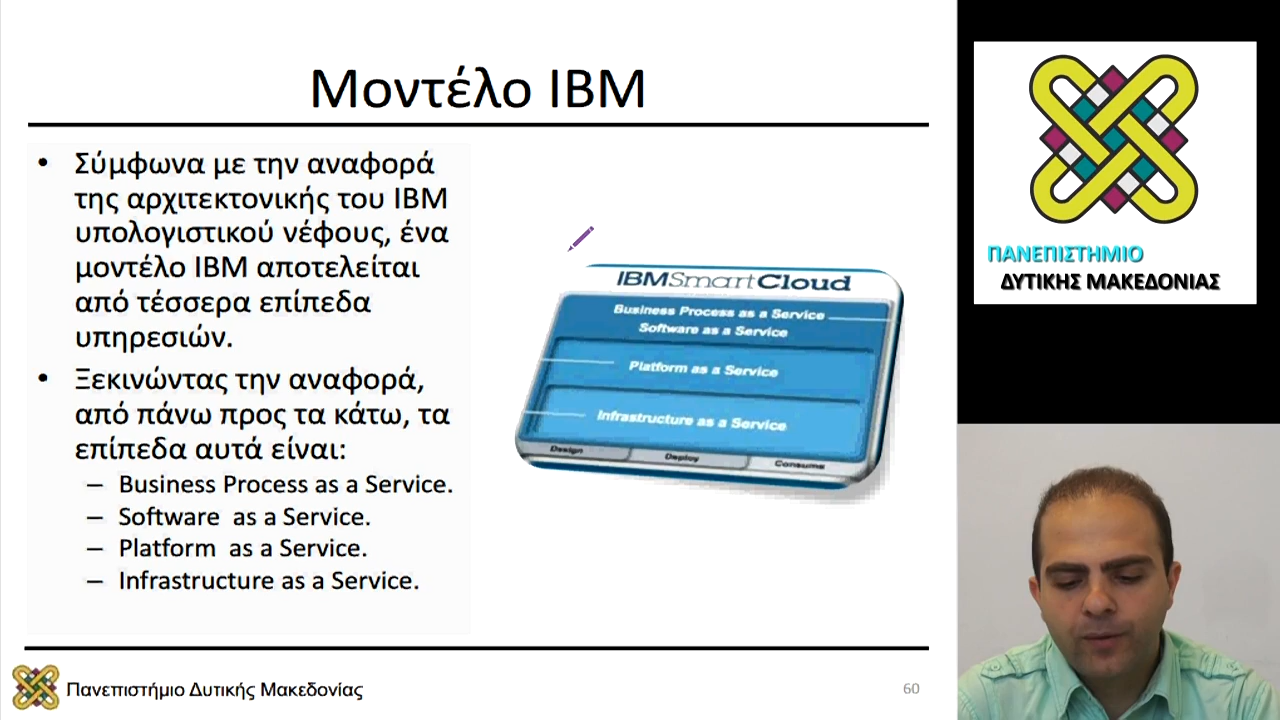 Μοντέλο IBM
• Σύμφωνα με την αναφορά
της αρχιτεκτονικής του IBM
υπολογιστικού νέφους, ένα
μοντέλο IBM αποτελείται
από τέσσερα επίπεδα
υπηρεσιών.
• Ξεκινώντας την αναφορά,
από πάνω προς τα κάτω, τα
επίπεδα αυτά είναι:
– Business Process as a Service.
– Software as a Service.
– Platform as a Service.
– Infrastructure as a Service.
IBMSmartCloud
Business Process as a Service
Software as a Service
Platform as a Service
Infrastructure as a Service
Design
Deploy
Consume
Πανεπιστήμιο Δυτικής Μακεδονίας
60
ΠΑΝΕΠΙΣΤΗΜΙΟ
ΔΥΤΙΚΗΣ ΜΑΚΕΔΟΝΙΑΣ